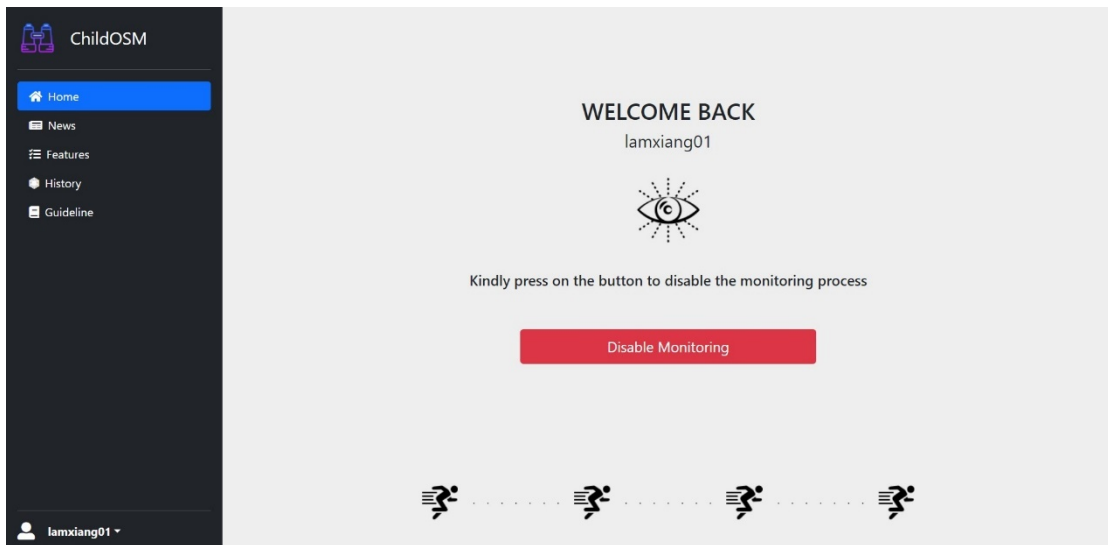 ChildOSM
Home
News
Features
History
Guideline
lamxiang01
WELCOME BACK
lamxiang01
Kindly press on the button to disable the monitoring process
Disable Monitoring